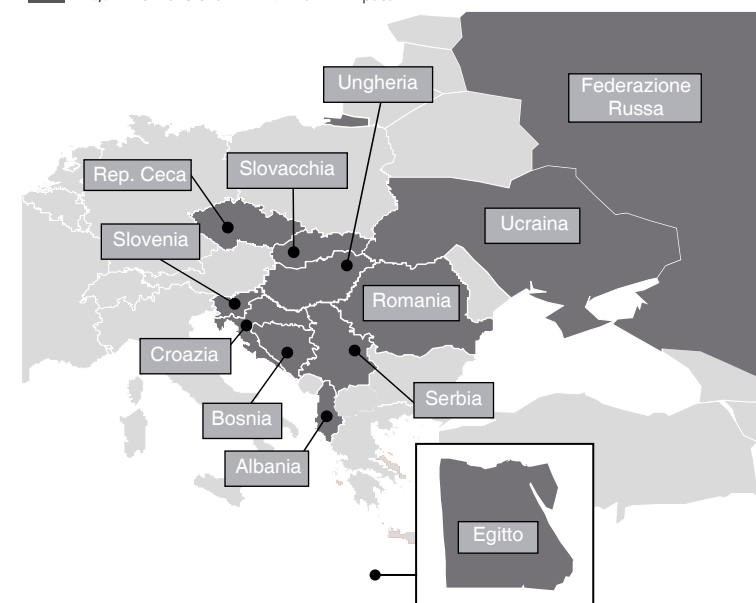 Ungheria
Federazione
Russa
Rep. Ceca
Slovacchia
Slovenia
Ucraina
Romania
Croazia
Serbia
Bosnia
Albania
Egitto